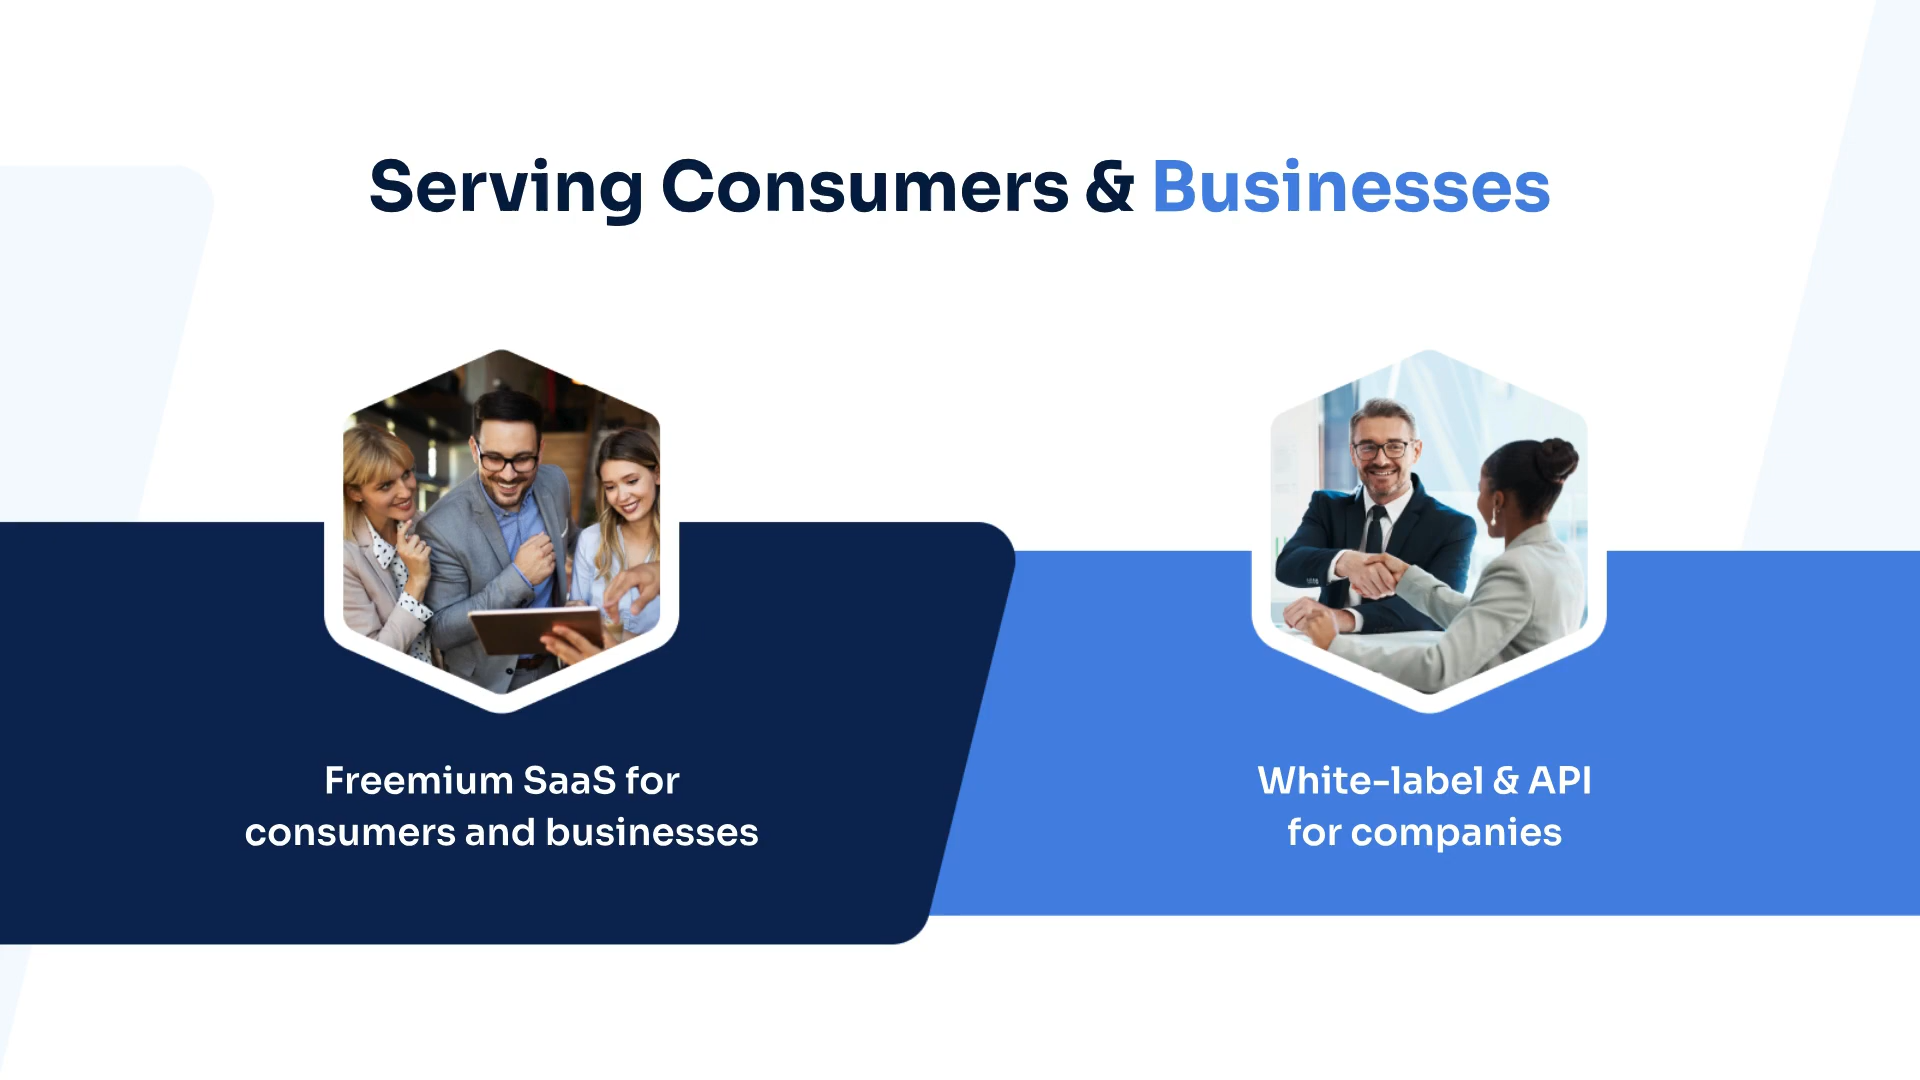 Serving Consumers & Businesses
Freemium SaaS for
consumers and businesses
White-label & API
for companies